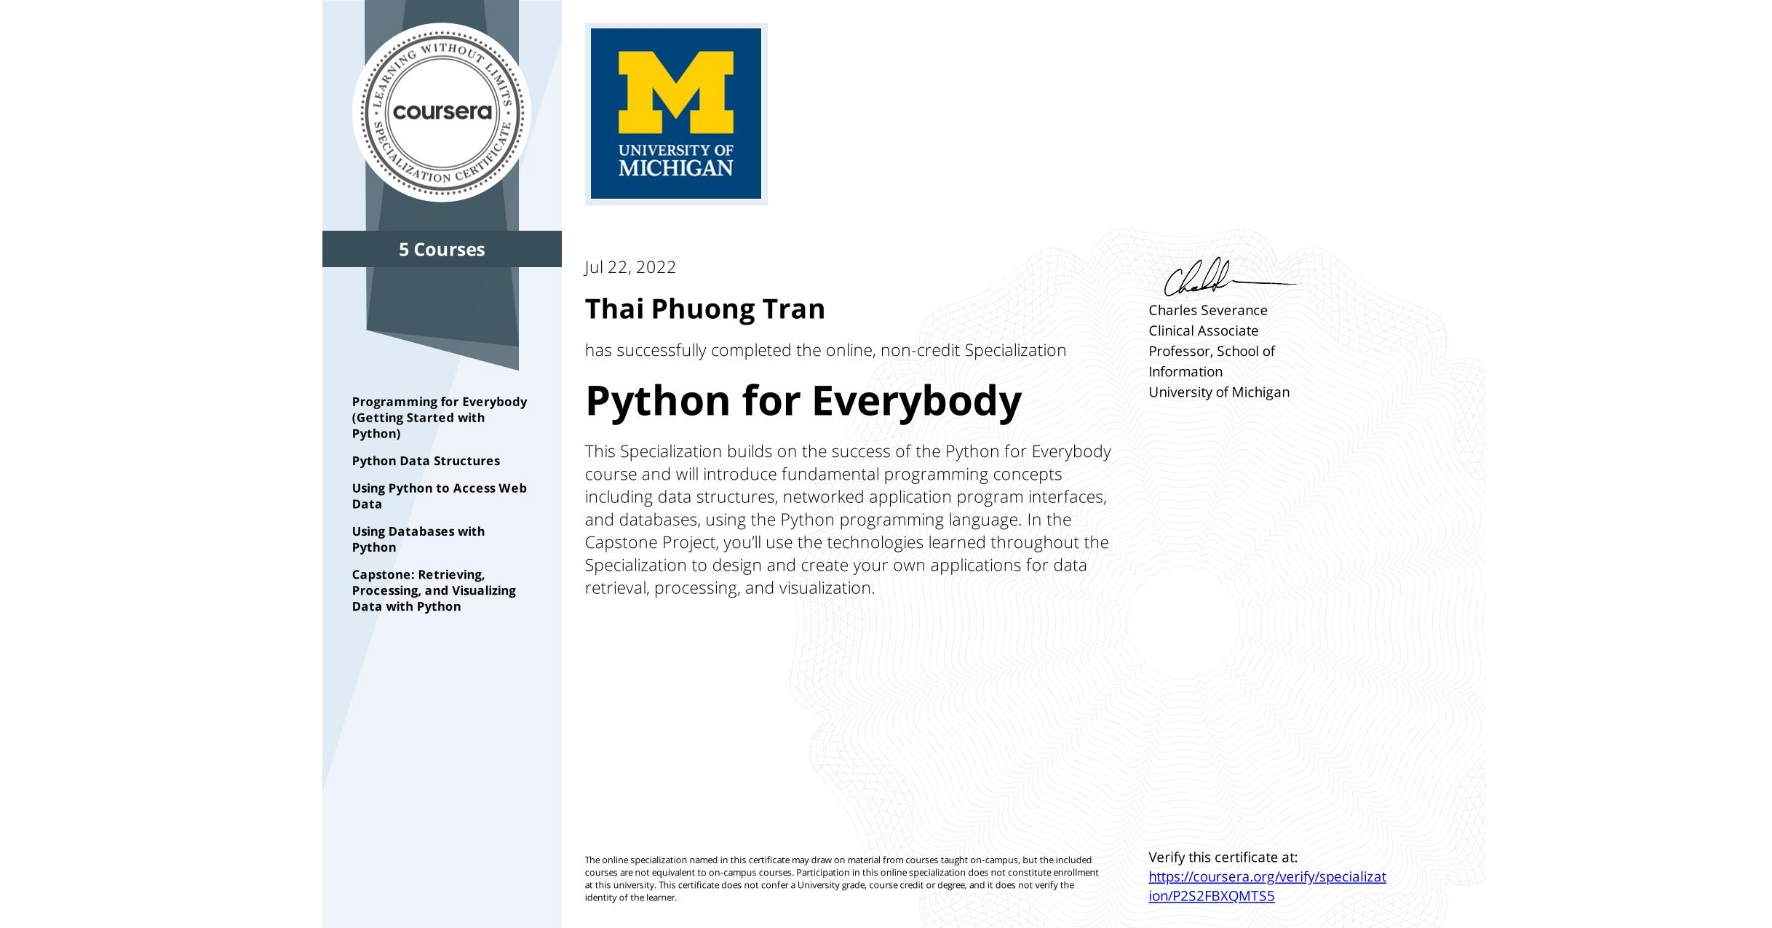 LEARNING WITHOUT LIMITS
coursera
SPECIALIZATION CERTIFICATE
5 Courses
Programming for Everybody
(Getting Started with
Python)
Python Data Structures
Using Python to Access Web
Data
Using Databases with
Python
Capstone: Retrieving,
Processing, and Visualizing
Data with Python
M
UNIVERSITY OF
MICHIGAN
Jul 22, 2022
Thai Phuong Tran
has successfully completed the online, non-credit Specialization
Python for Everybody
This Specialization builds on the success of the Python for Everybody
course and will introduce fundamental programming concepts
including data structures, networked application program interfaces,
and databases, using the Python programming language. In the
Capstone Project, you’ll use the technologies learned throughout the
Specialization to design and create your own applications for data
retrieval, processing, and visualization.
Charles Severance
Clinical Associate
Professor, School of
Information
University of Michigan
The online specialization named in this certificate may draw on material from courses taught on-campus, but the included
courses are not equivalent to on-campus courses. Participation in this online specialization does not constitute enrollment
at this university. This certificate does not confer a University grade, course credit or degree, and it does not verify the
identity of the learner.
Verify this certificate at:
https://coursera.org/verify/specializat
ion/P2S2FBXQMTS5